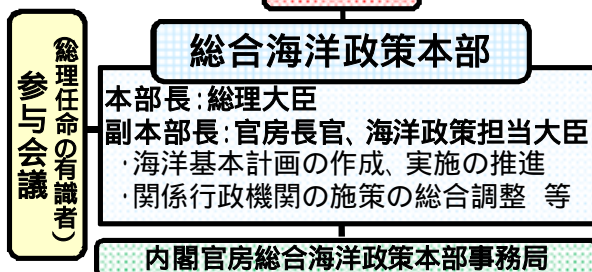 参与会議
(総理任命の有識者)
総合海洋政策本部
本部長:総理大臣
副本部長:官房長官、海洋政策担当大臣
・海洋基本計画の作成、実施の推進
・関係行政機関の施策の総合調整 等
内閣官房総合海洋政策本部事務局